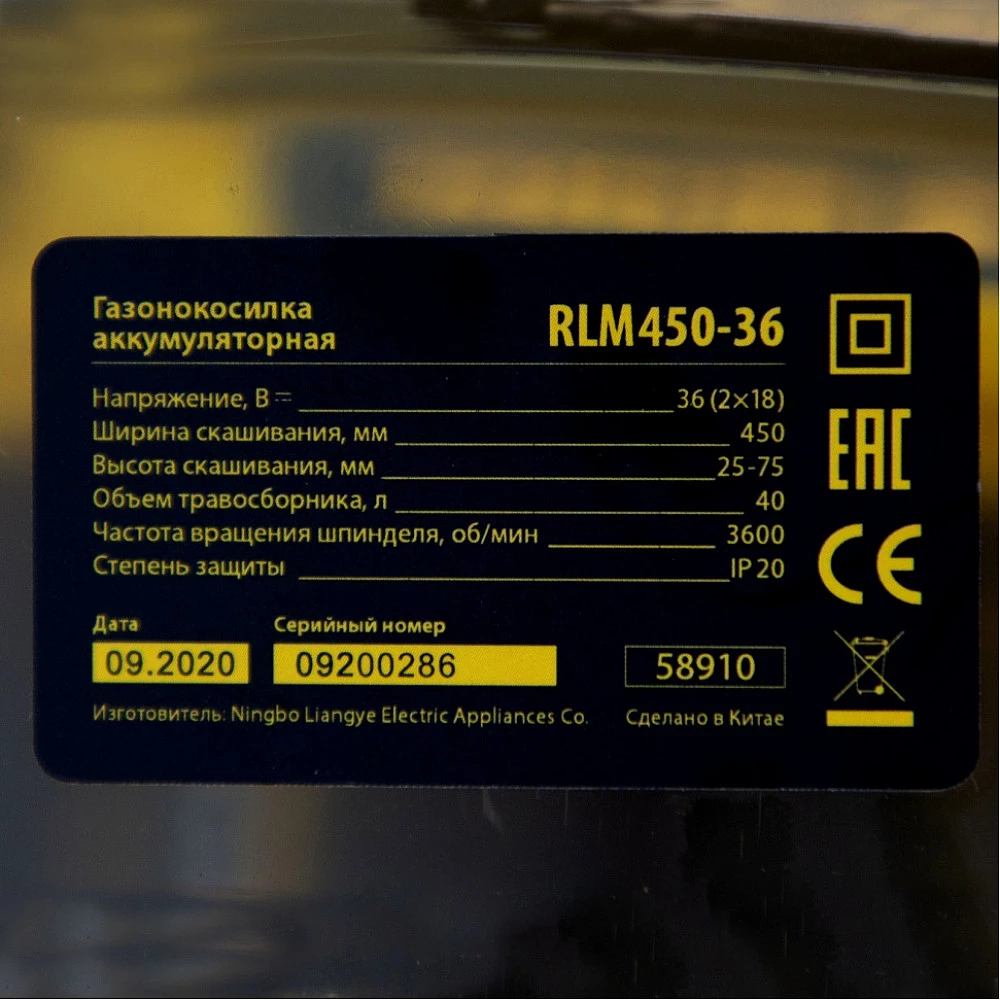 Газонокосилка
аккумуляторная
RLM450-36
Напряжение, В ⎓ 36 (2×18)
Ширина скашивания, мм 450
Высота скашивания, мм 25-75
Объем травосборника, л 40
Частота вращения шпинделя, об/мин 3600
Степень защиты IP 20
EAC
CE
Дата
09.2020
Серийный номер
09200286
58910
Изготовитель: Ningbo Liangye Electric Appliances Co.
Сделано в Китае